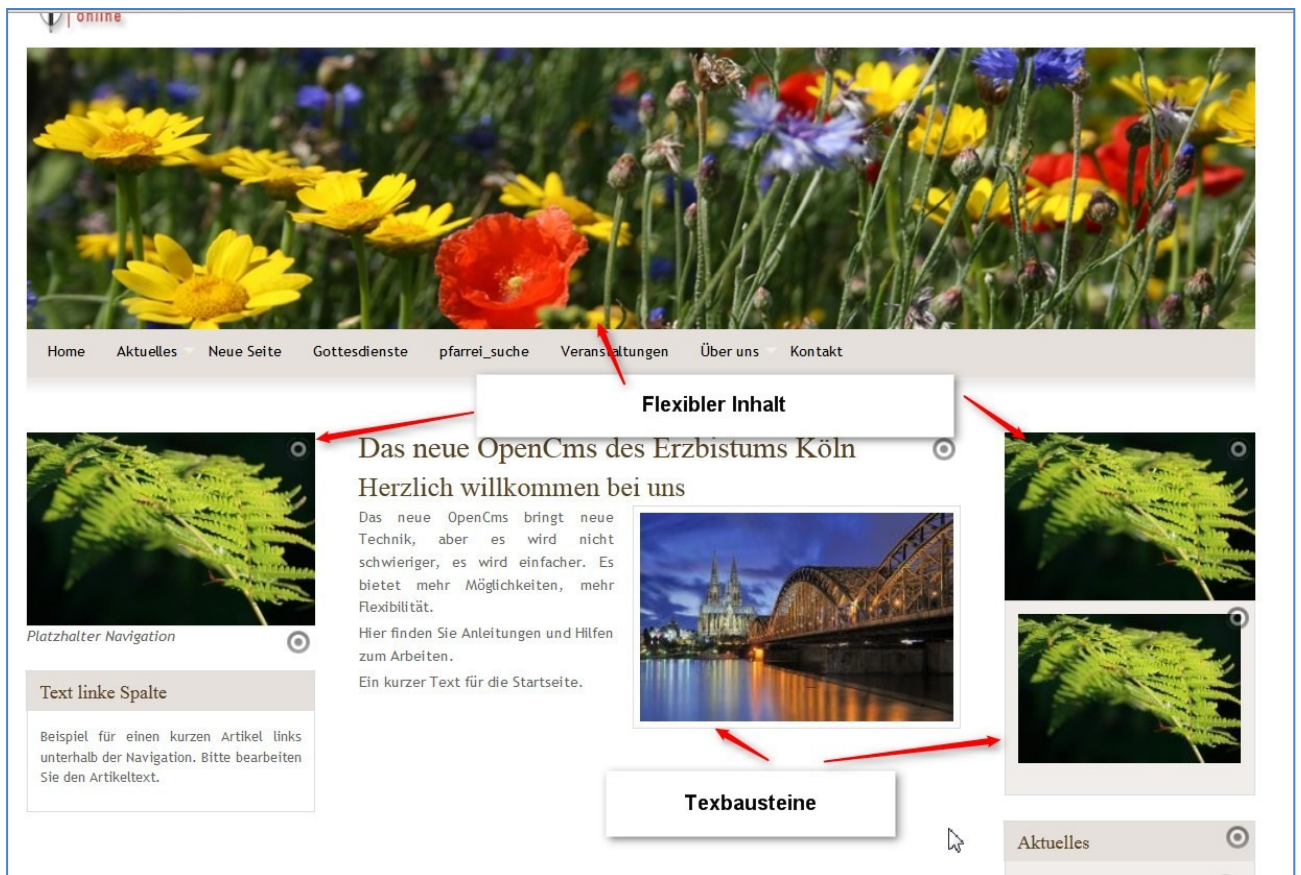 online
Home Aktuelles Neue Seite Gottesdienste pfarrei_suche Veranstaltungen Über uns Kontakt
Flexibler Inhalt
Das neue OpenCms des Erzbistums Köln
Herzlich willkommen bei uns
Das neue OpenCms bringt neue
Technik, aber es wird nicht
schwieriger, es wird einfacher. Es
bietet mehr Möglichkeiten, mehr
Flexibilität.
Hier finden Sie Anleitungen und Hilfen
zum Arbeiten.
Ein kurzer Text für die Startseite.
Platzhalter Navigation
Text linke Spalte
Beispiel für einen kurzen Artikel links
unterhalb der Navigation. Bitte bearbeiten
Sie den Artikeltext.
Texbausteine
Aktuelles